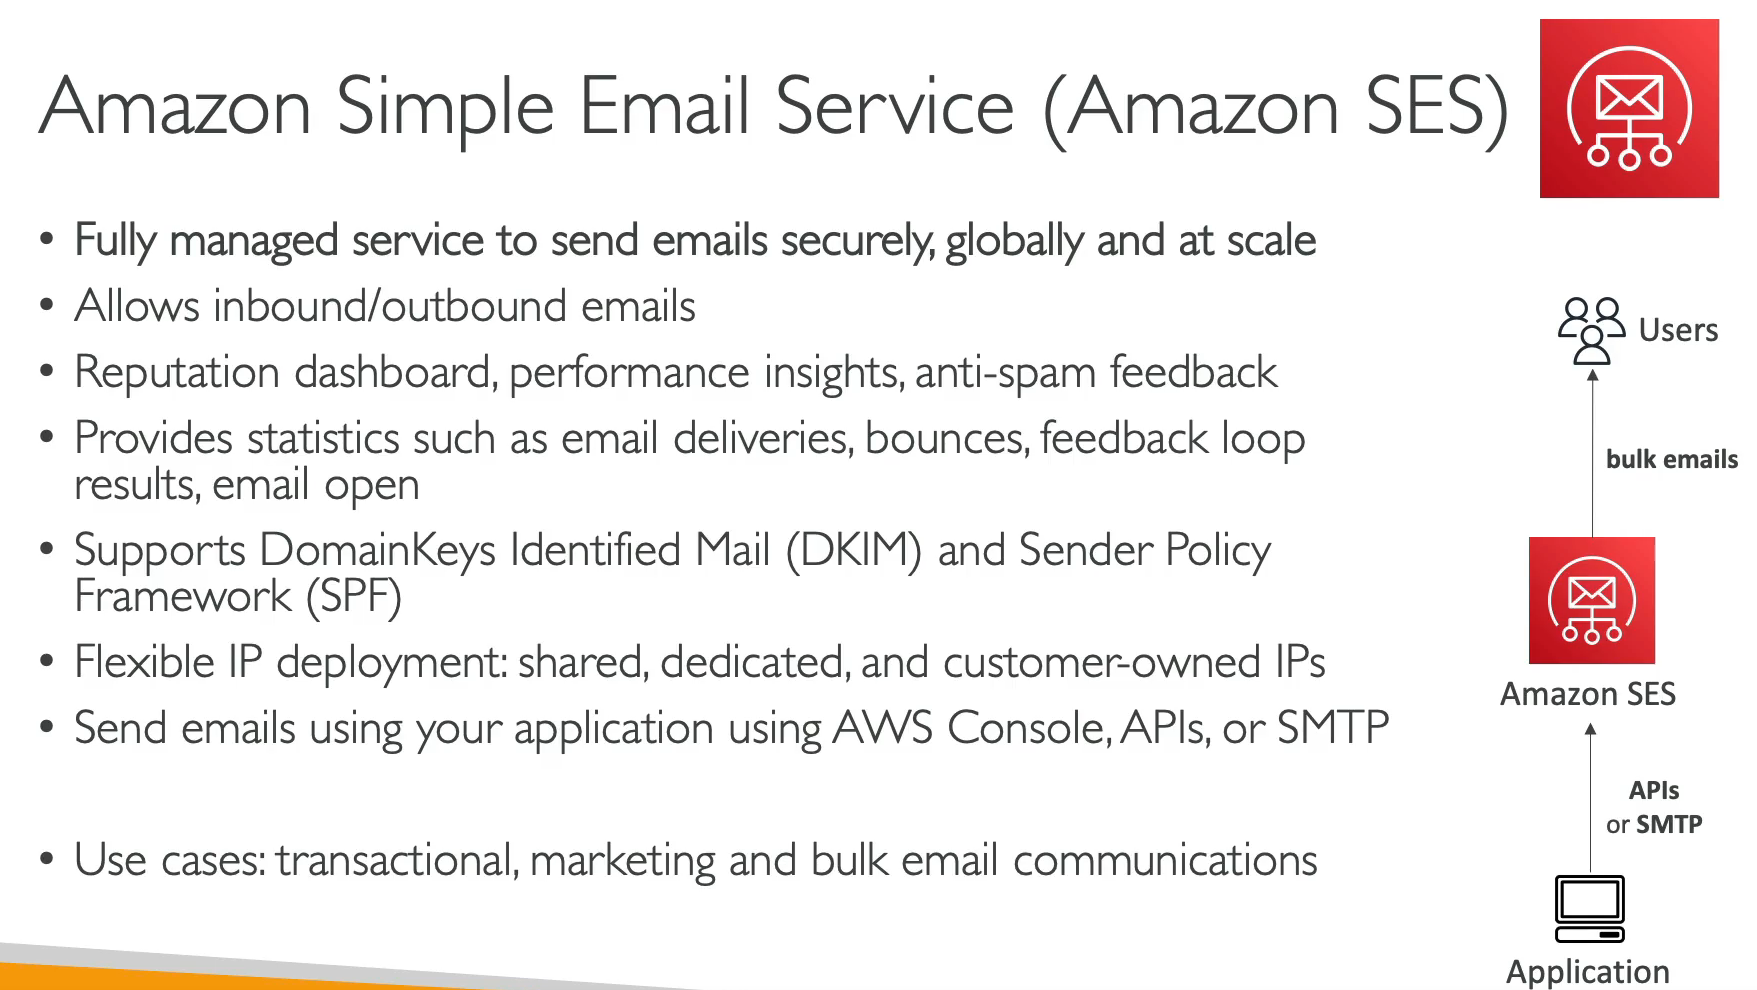 Amazon Simple Email Service (Amazon SES)
• Fully managed service to send emails securely, globally and at scale
• Allows inbound/outbound emails
• Reputation dashboard, performance insights, anti-spam feedback
• Provides statistics such as email deliveries, bounces, feedback loop
results, email open
• Supports DomainKeys Identified Mail (DKIM) and Sender Policy
Framework (SPF)
• Flexible IP deployment: shared, dedicated, and customer-owned IPs
• Send emails using your application using AWS Console, APIs, or SMTP
• Use cases: transactional, marketing and bulk email communications
Users
bulk emails
Amazon SES
APIs
or SMTP
Application